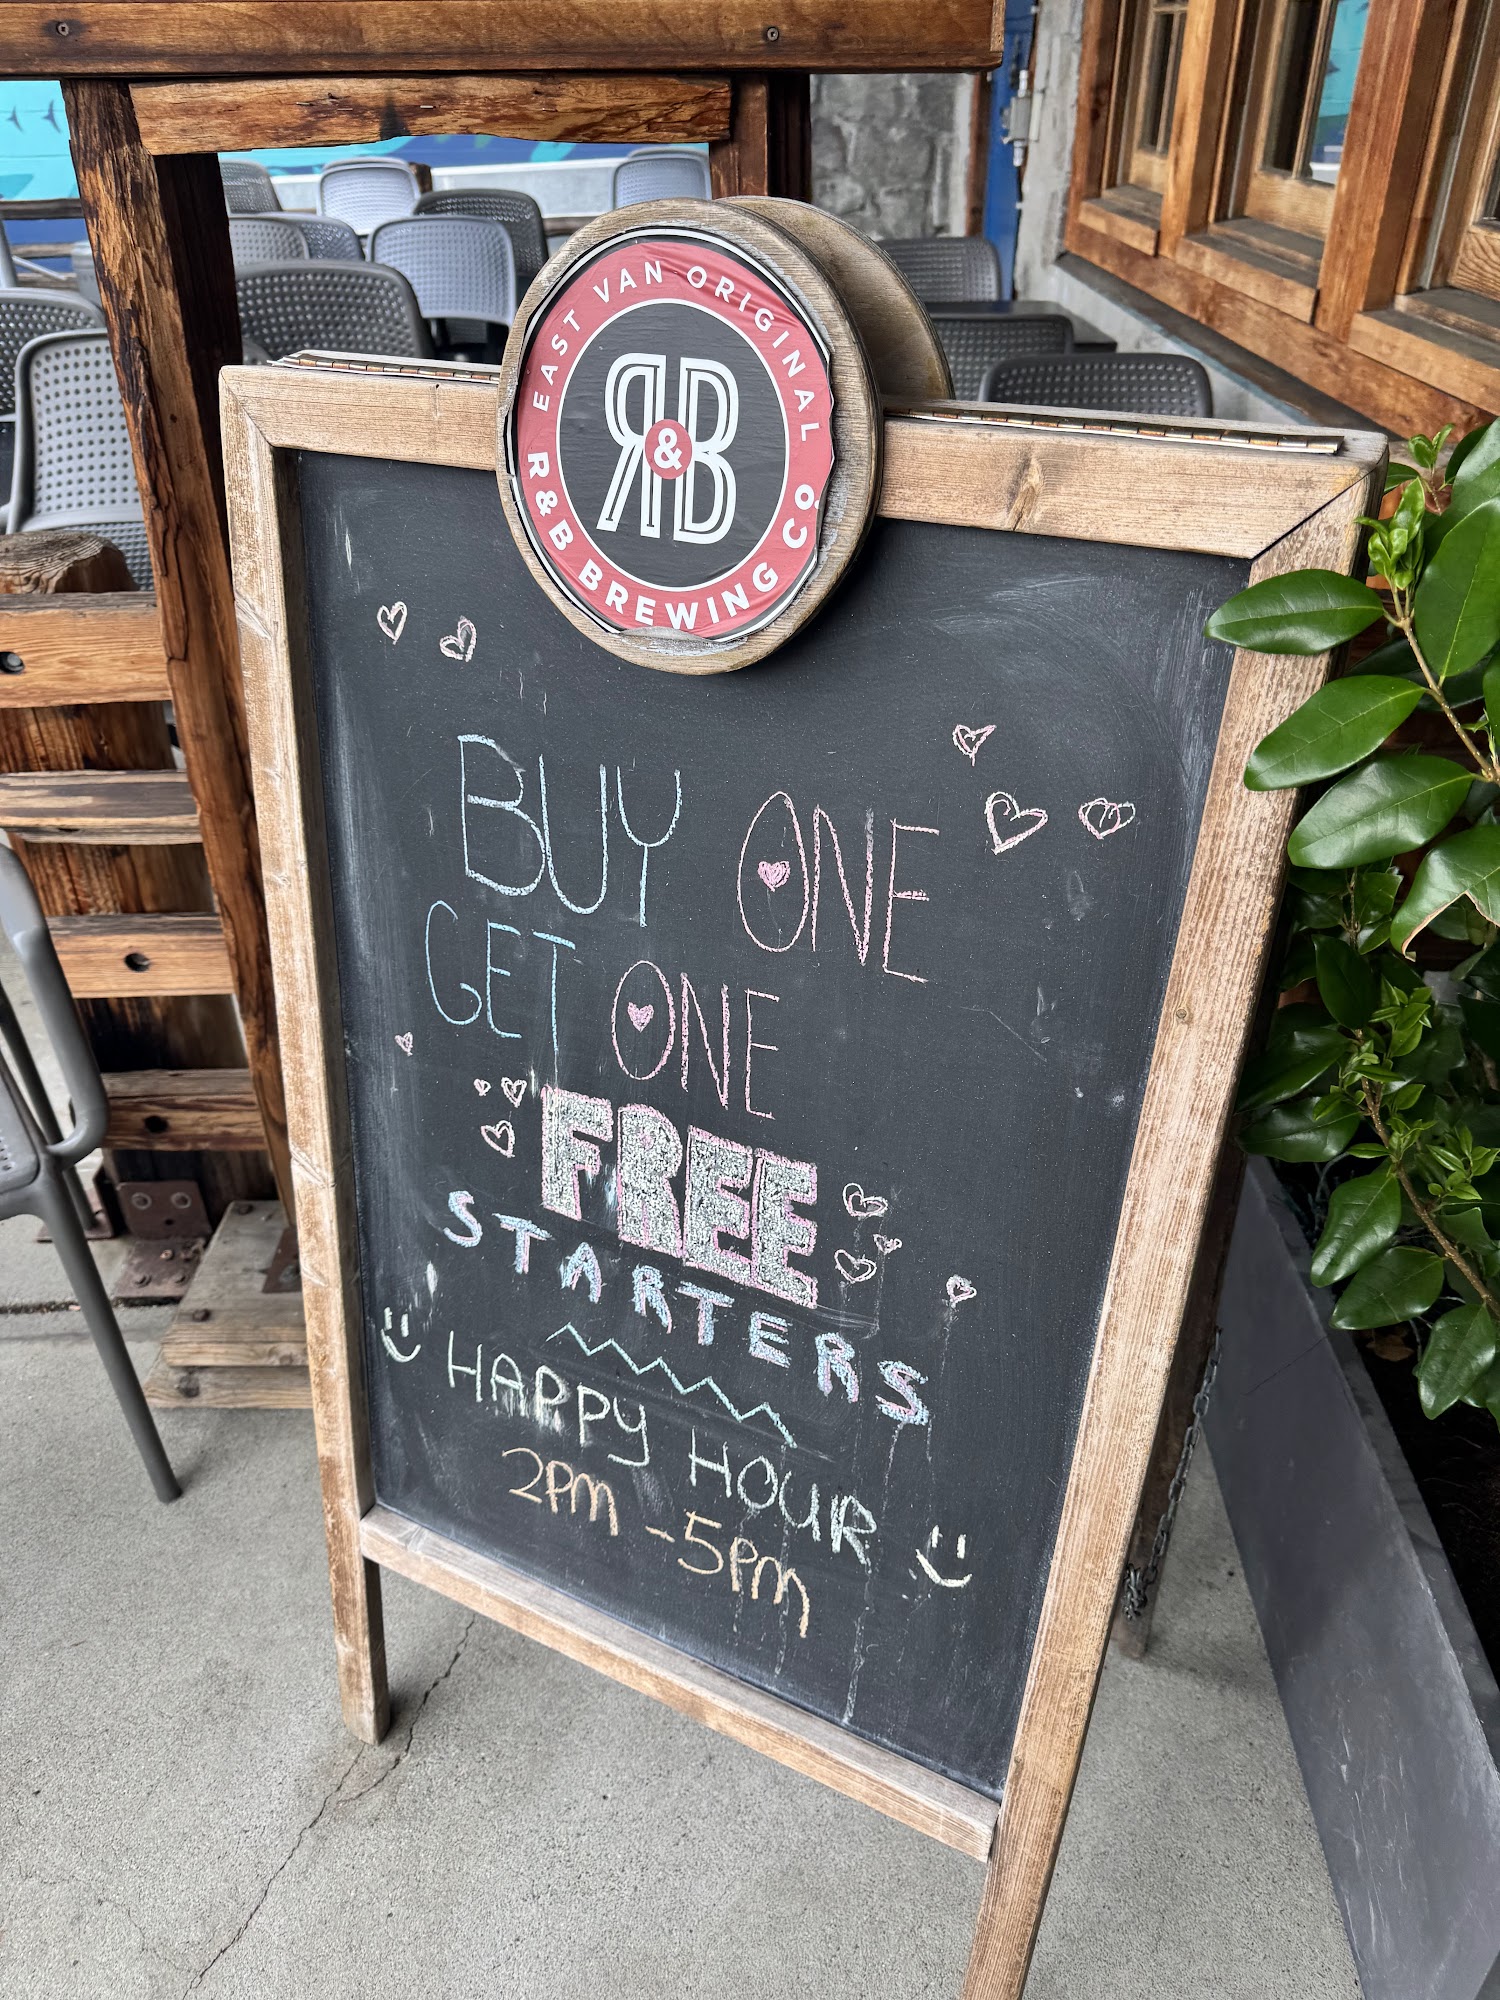 EAST VAN ORIGINAL
R&B
R&B BREWING CO.
BUY ONE
GET ONE
FREE
STARTERS
HAPPY HOUR
2PM - 5PM